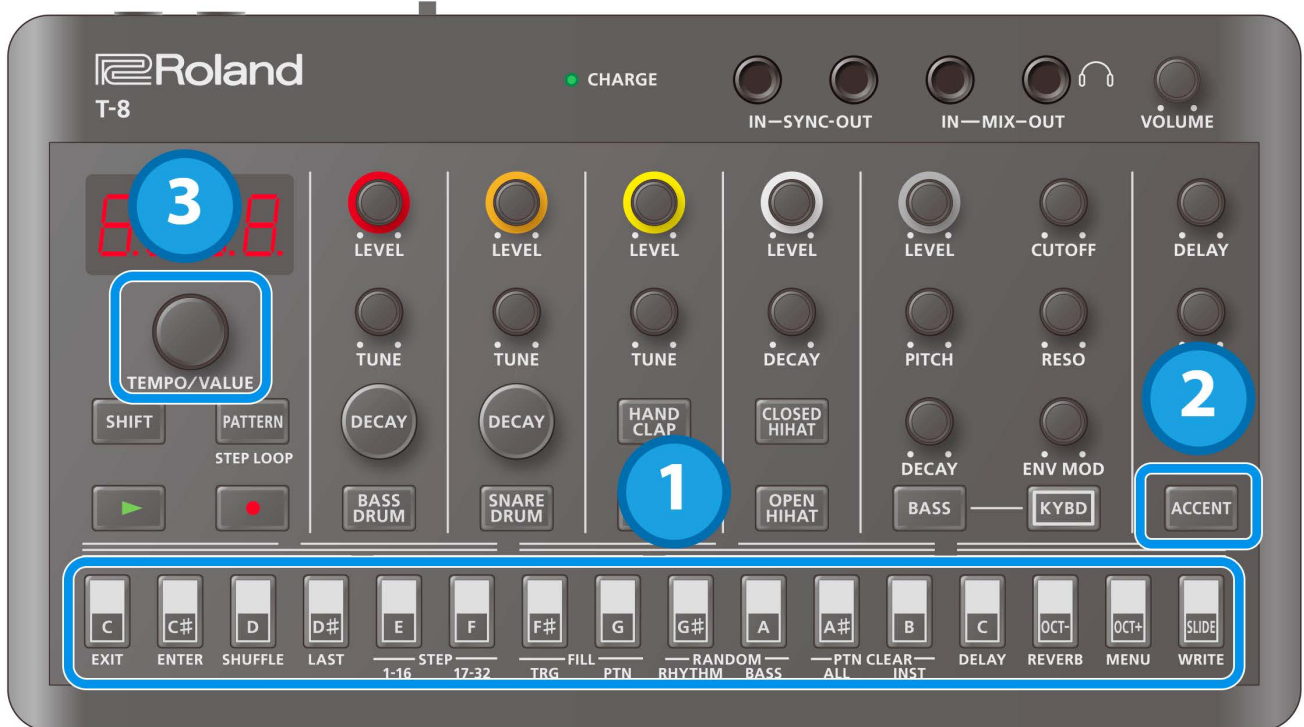 Roland
T-8
CHARGE
IN-SYNC-OUT
IN-MIX-OUT
VOLUME
3
LEVEL
LEVEL
LEVEL
LEVEL
LEVEL
CUTOFF
DELAY
TUNE
TUNE
TUNE
DECAY
PITCH
RESO
TEMPO/VALUE
2
SHIFT
PATTERN
DECAY
DECAY
HAND
CLAP
CLOSED
HIHAT
STEP LOOP
DECAY
ENV MOD
1
BASS
DRUM
SNARE
DRUM
OPEN
HIHAT
BASS
KYBD
ACCENT
C
C#
D
D#
E
F
F#
G
G#
A
A#
B
C
OCT-
OCT+
SLIDE
EXIT
ENTER
SHUFFLE
LAST
STEP
FILL
RANDOM
PTN CLEAR
DELAY
REVERB
MENU
WRITE
1-16
17-32
TRG
PTN
RHYTHM
BASS
ALL
INST